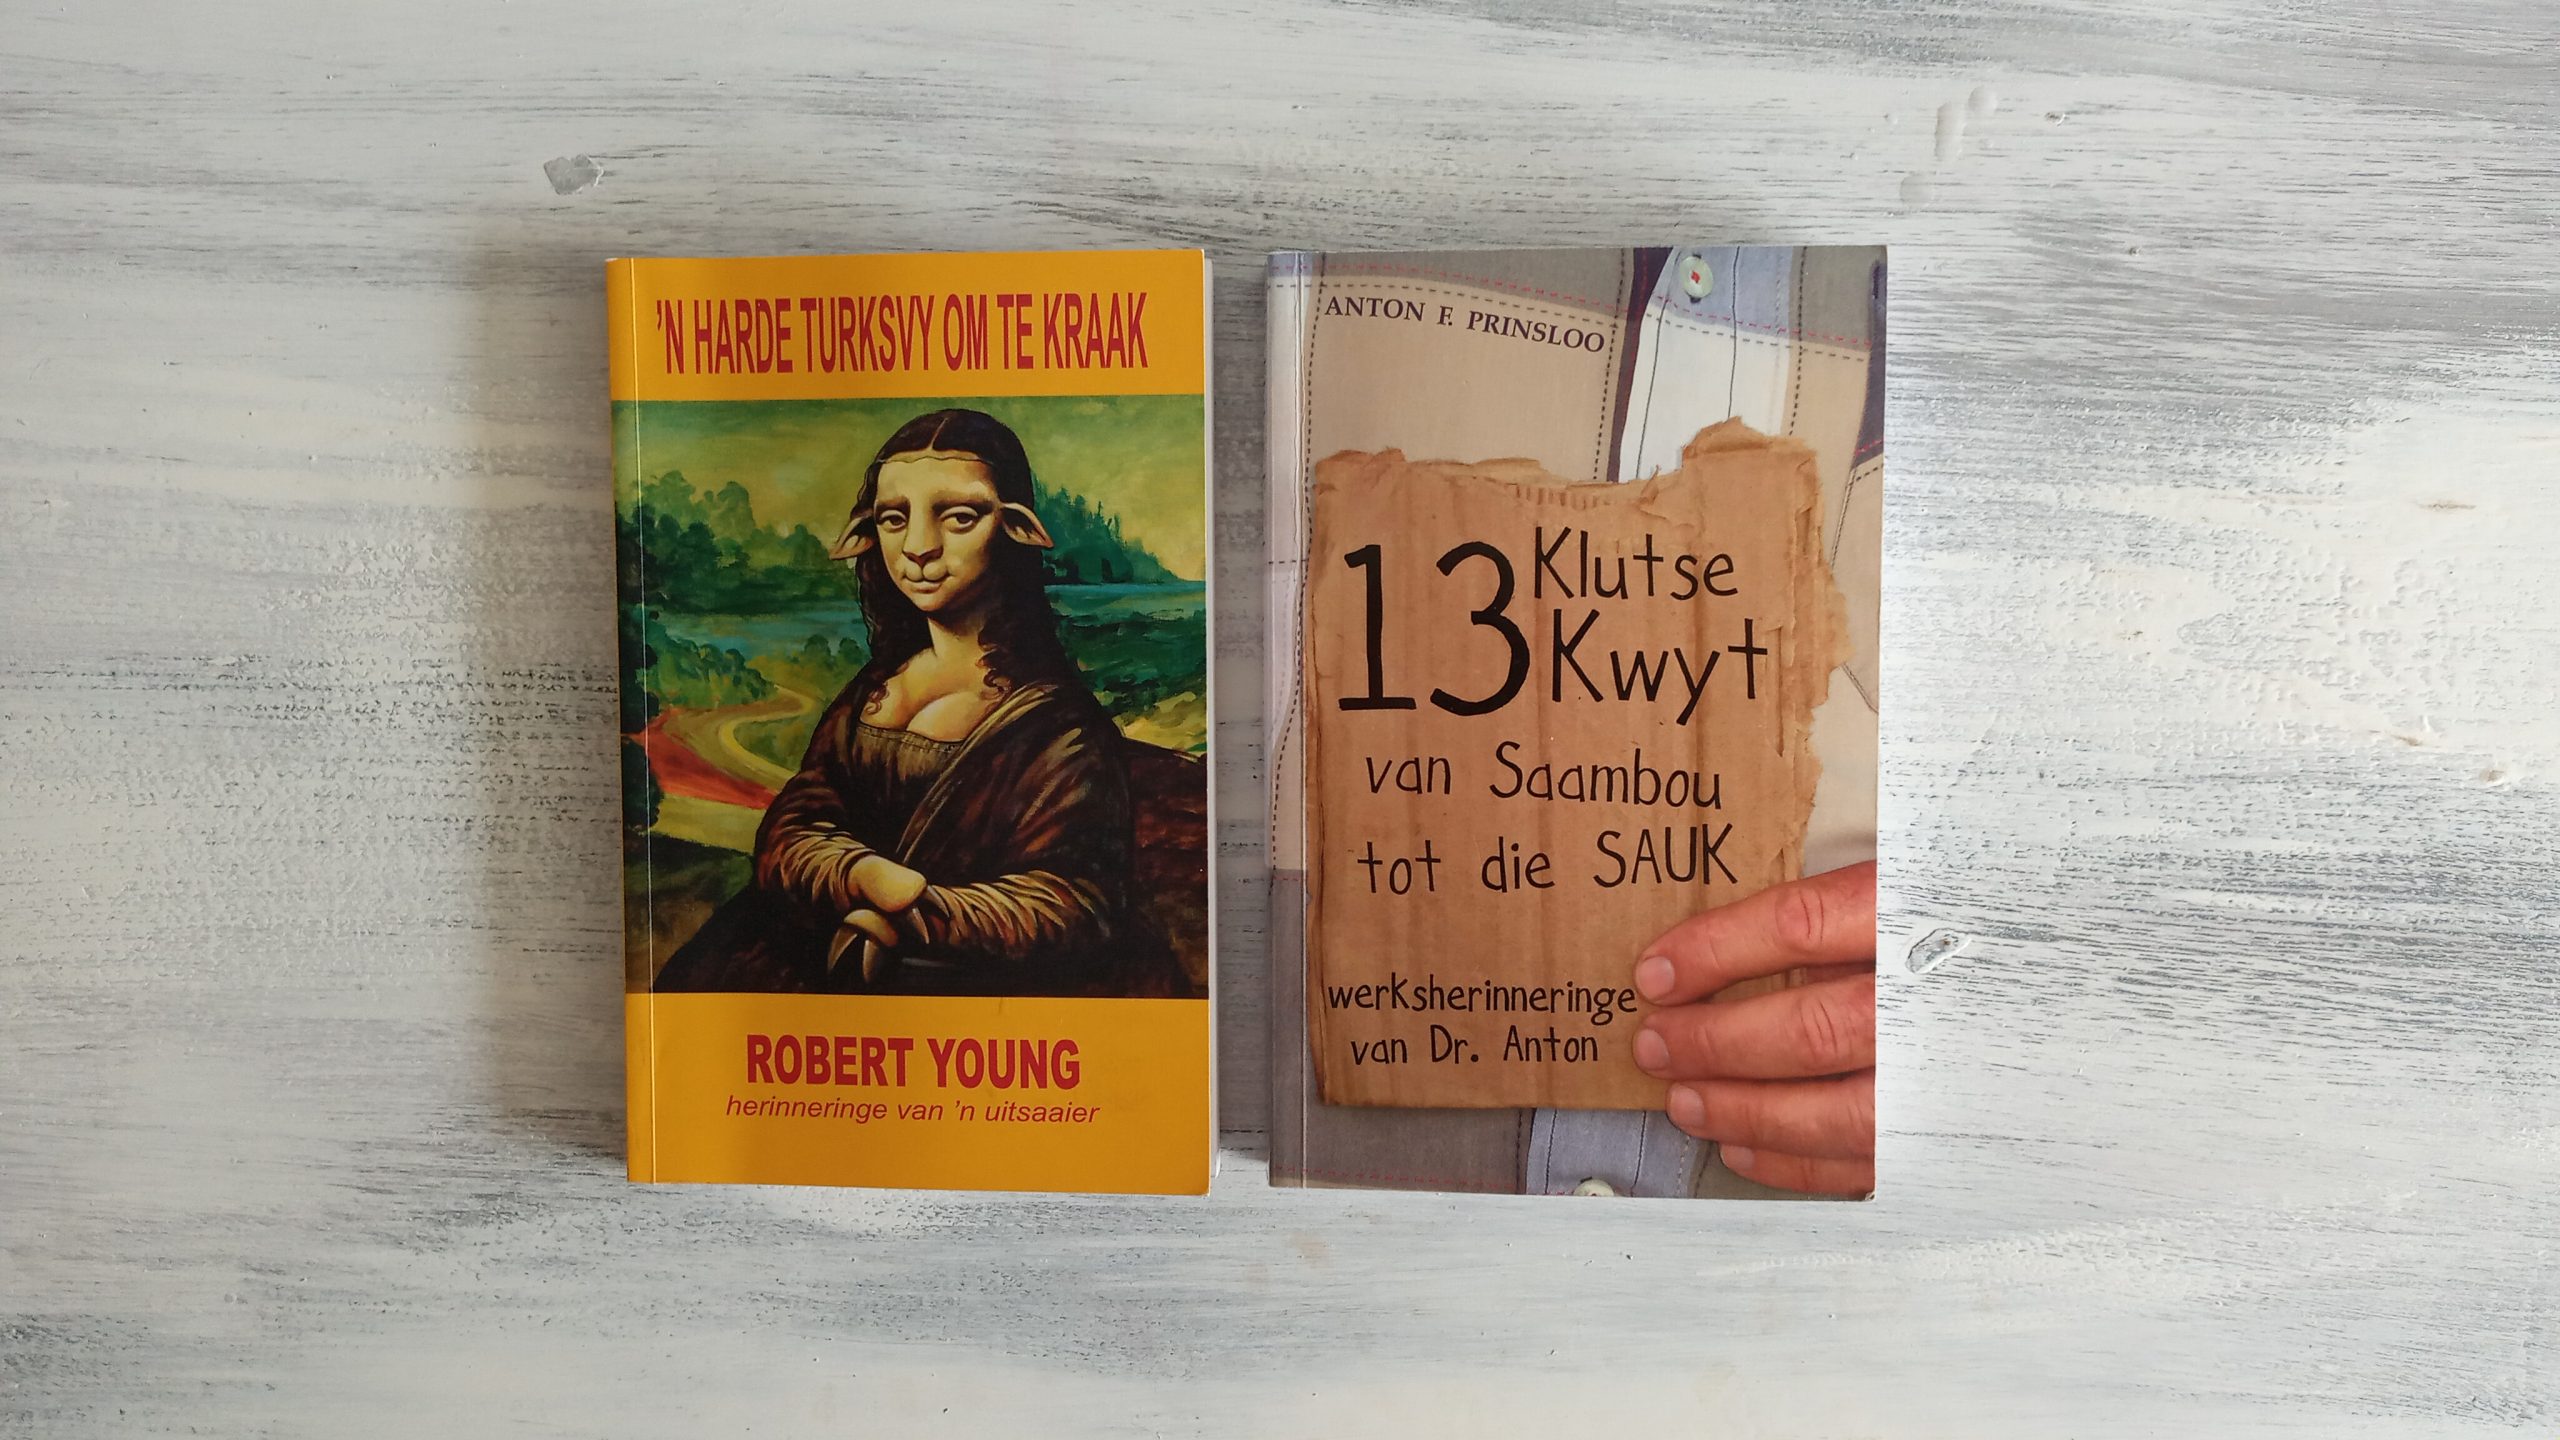 'N HARDE TURKSVY OM TE KRAAK
ROBERT YOUNG
herinneringe van 'n uitsaaier
ANTON F. PRINSLOO
13 Klutse
Kwyt
van Saambou
tot die SAUK
werksherinneringe
van Dr. Anton